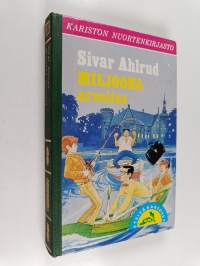 KARISTON NUORTENKIRJASTO
Sivar Ahlrud
MILJOONA
arvoitus